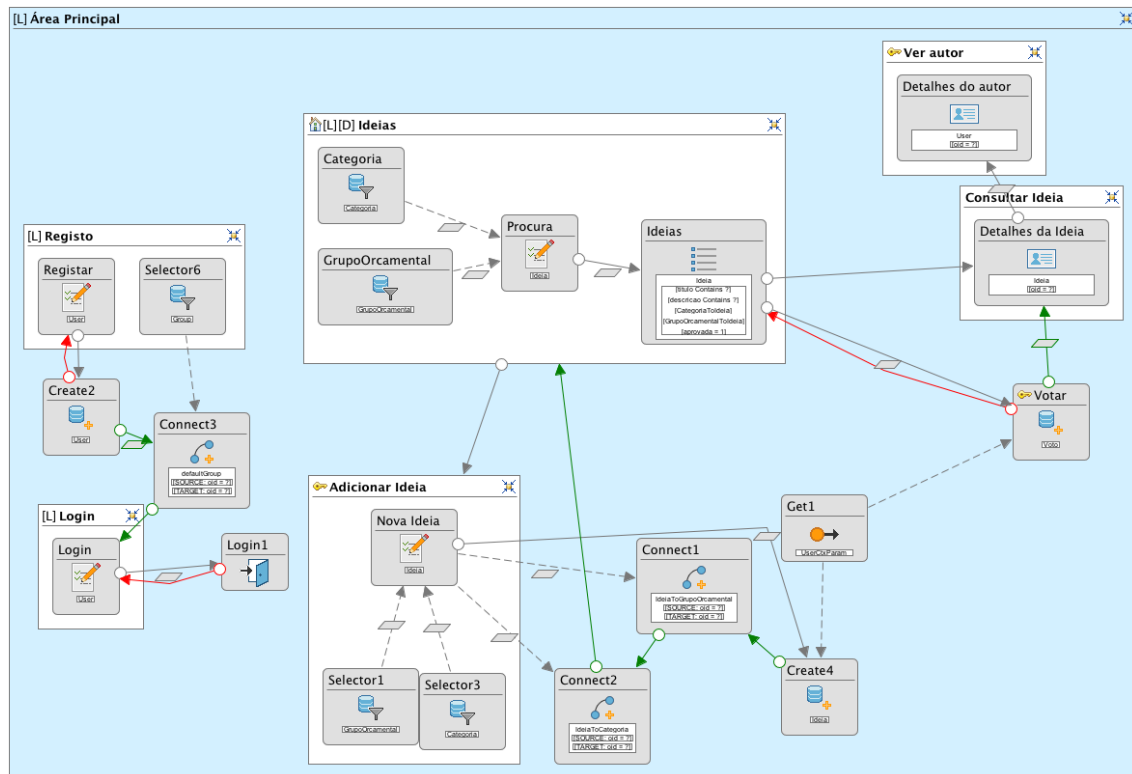 [L] Área Principal
Ver autor
Detalhes do autor
User
[oid = ?]
[L][D] Ideias
Categoria
Categoria
GrupoOrcamental
GrupoOrcamental
Procura
Ideia
Ideias
Ideia
[titulo Contains ?]
[descricao Contains ?]
[CategoriaToIdeia]
[GrupoOrcamentalToIdeia]
[aprovada = 1]
Consultar Ideia
Detalhes da Ideia
Ideia
[oid = ?]
[L] Registo
Registar
User
Selector6
Group
Create2
User
Connect3
defaultGroup
[SOURCE: oid = ?]
[TARGET: oid = ?]
Votar
Voto
[L] Login
Login
User
Login1
Adicionar Ideia
Nova Ideia
Ideia
Selector1
GrupoOrcamental
Selector3
Categoria
Get1
UserCtxParam
Connect1
IdeiaToGrupoOrcamental
[SOURCE: oid = ?]
[TARGET: oid = ?]
Connect2
IdeiaToCategoria
[SOURCE: oid = ?]
[TARGET: oid = ?]
Create4
Ideia